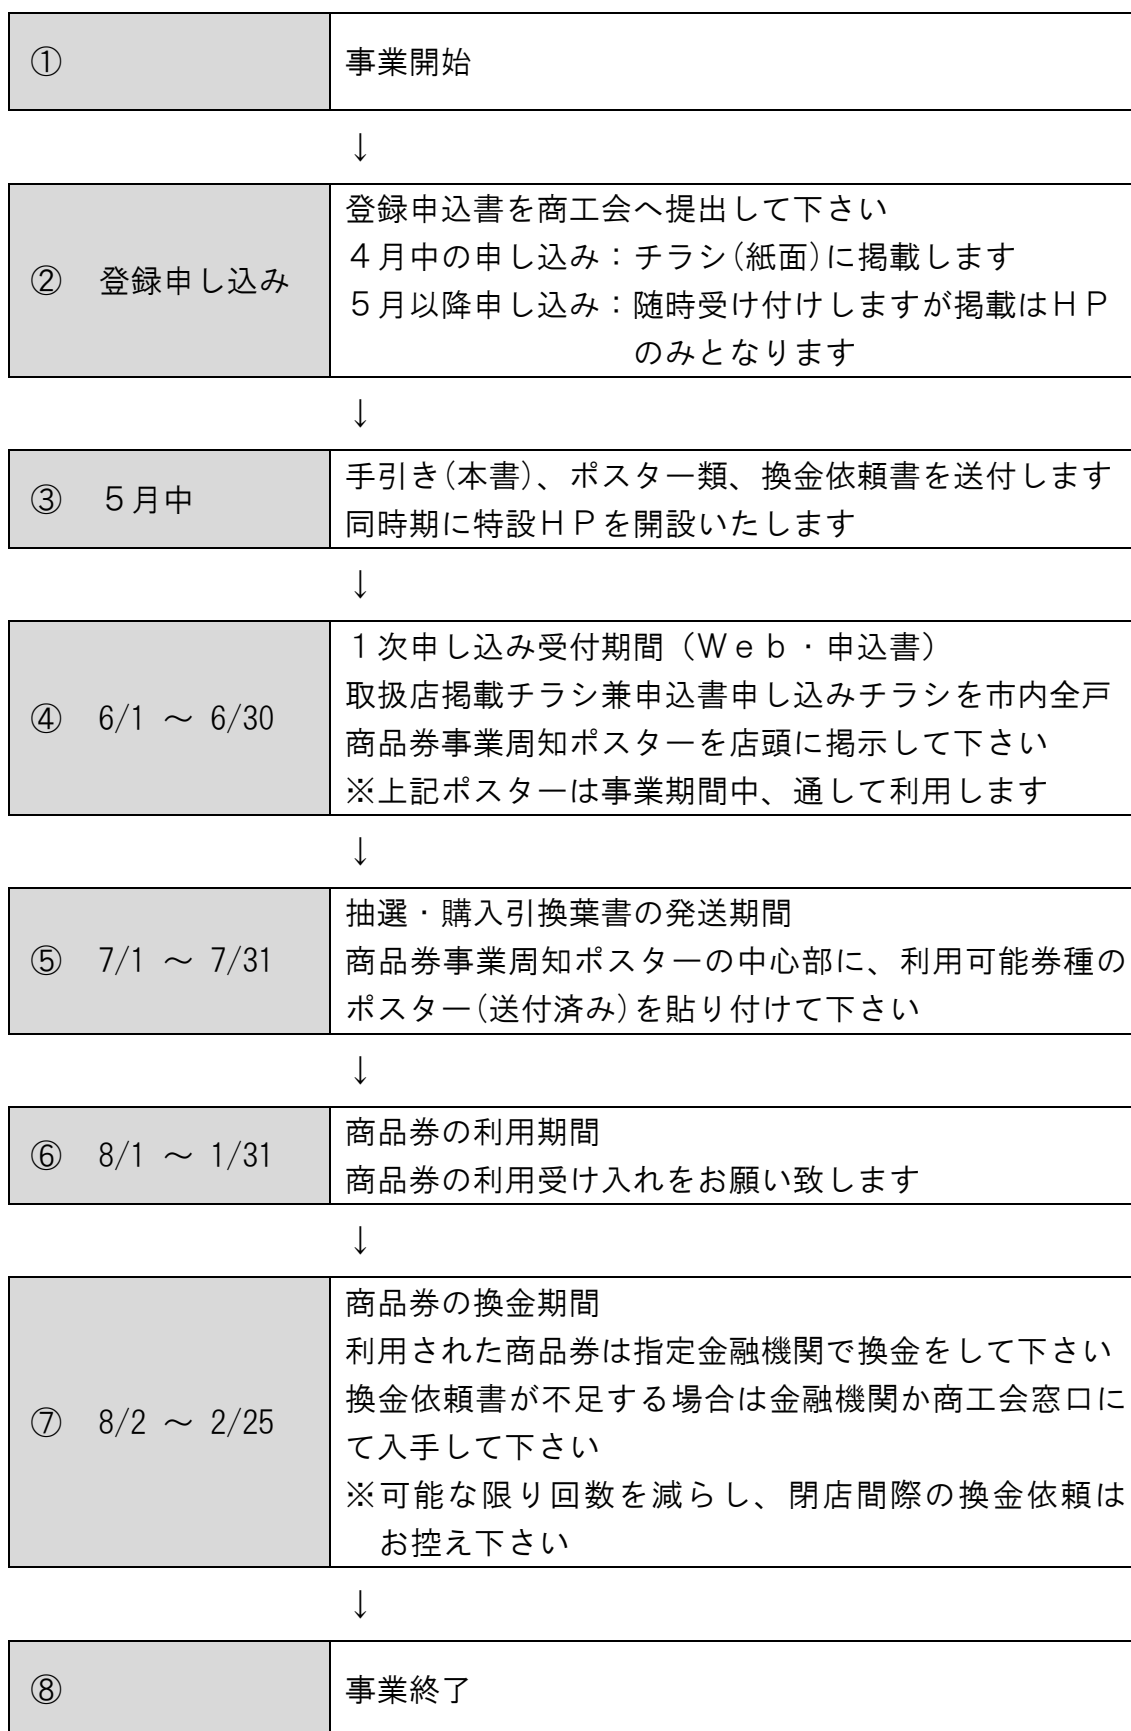 ① 事業開始
↓
② 登録申し込み
登録申込書を商工会へ提出して下さい
４月中の申し込み：チラシ(紙面)に掲載します
５月以降申し込み：随時受け付けしますが掲載はＨＰ
のみとなります
↓
③ ５月中
手引き(本書)、ポスター類、換金依頼書を送付します
同時期に特設ＨＰを開設いたします
↓
④ 6/1 ～ 6/30
１次申し込み受付期間（Ｗｅｂ・申込書）
取扱店掲載チラシ兼申込書申し込みチラシを市内全戸
商品券事業周知ポスターを店頭に掲示して下さい
※上記ポスターは事業期間中、通して利用します
↓
⑤ 7/1 ～ 7/31
抽選・購入引換葉書の発送期間
商品券事業周知ポスターの中心部に、利用可能券種の
ポスター(送付済み)を貼り付けて下さい
↓
⑥ 8/1 ～ 1/31
商品券の利用期間
商品券の利用受け入れをお願い致します
↓
⑦ 8/2 ～ 2/25
商品券の換金期間
利用された商品券は指定金融機関で換金をして下さい
換金依頼書が不足する場合は金融機関か商工会窓口に
て入手して下さい
※可能な限り回数を減らし、閉店間際の換金依頼は
お控え下さい
↓
⑧ 事業終了